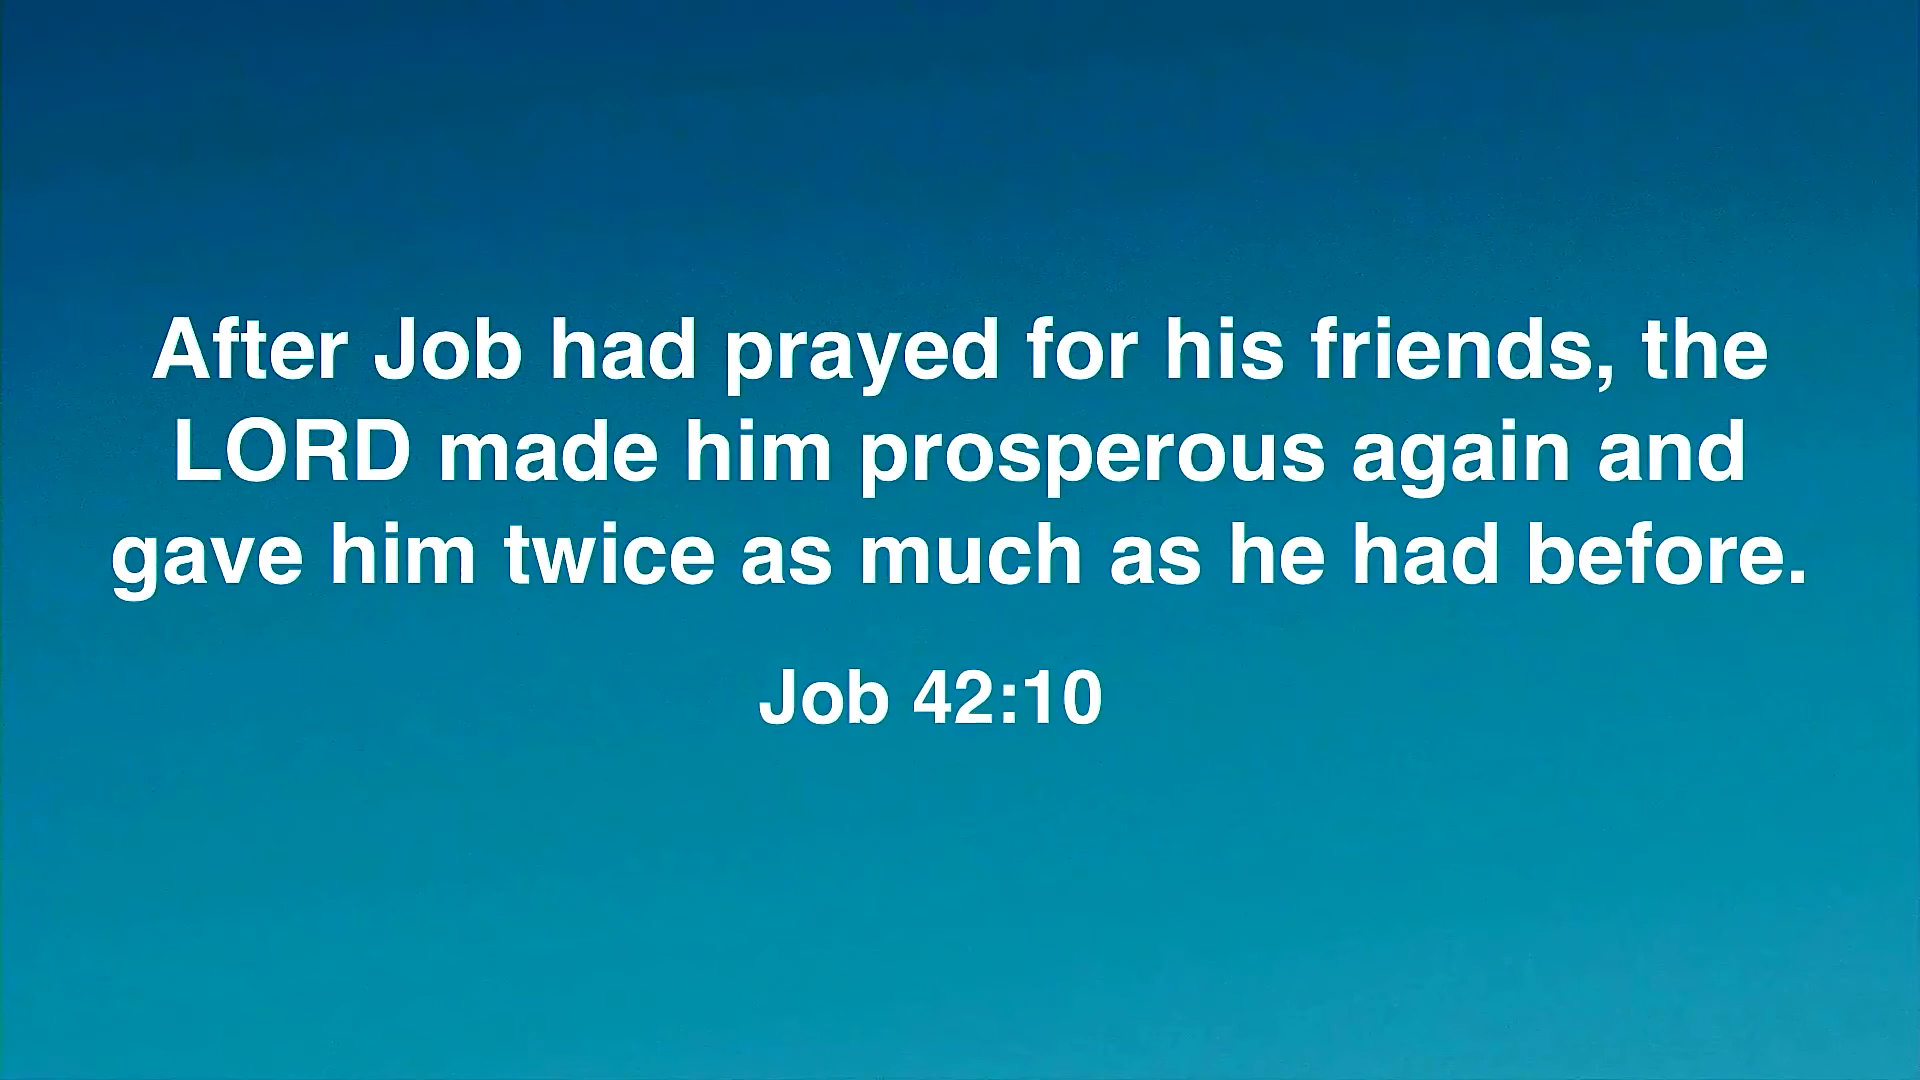 After Job had prayed for his friends, the
LORD made him prosperous again and
gave him twice as much as he had before.
Job 42:10